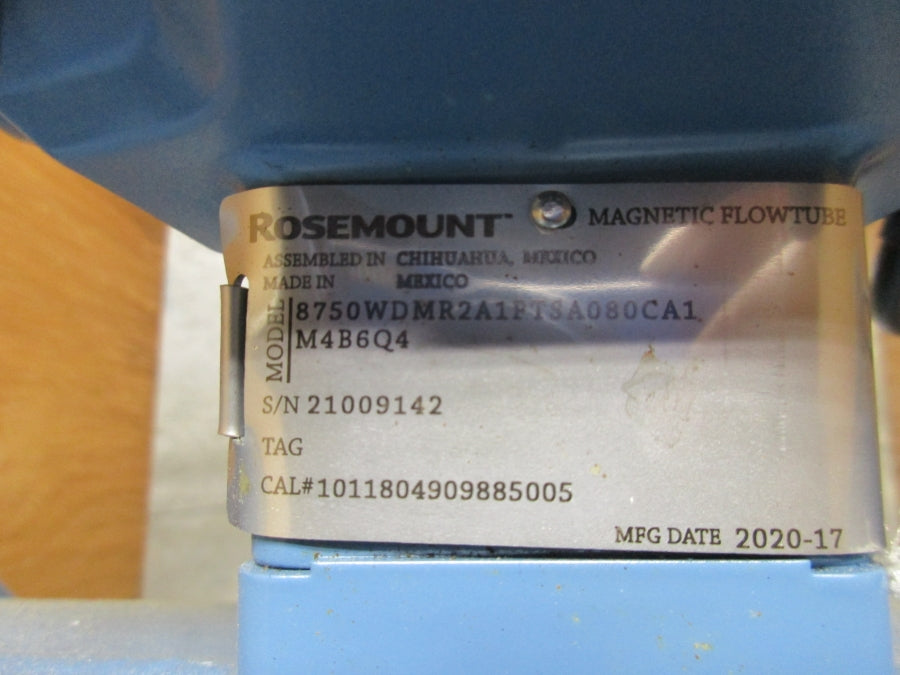 ROSEMOUNT™ MAGNETIC FLOWTUBE
ASSEMBLED IN CHIHUAHUA, MEXICO
MADE IN MEXICO
MODEL 8750WDMR2A1FTSA080CA1
M4B6Q4
S/N 21009142
TAG
CAL# 1011804909885005
MFG DATE 2020-17